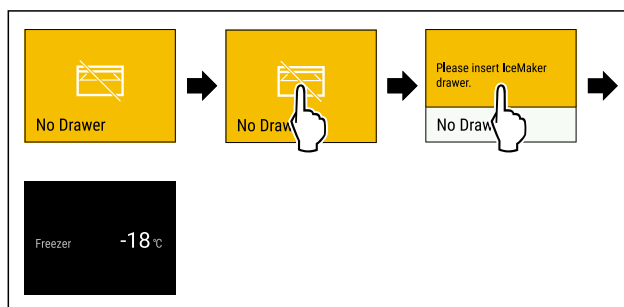 No Drawer
No Draw
Please insert IceMaker
drawer.
No Draw
Freezer -18 °C